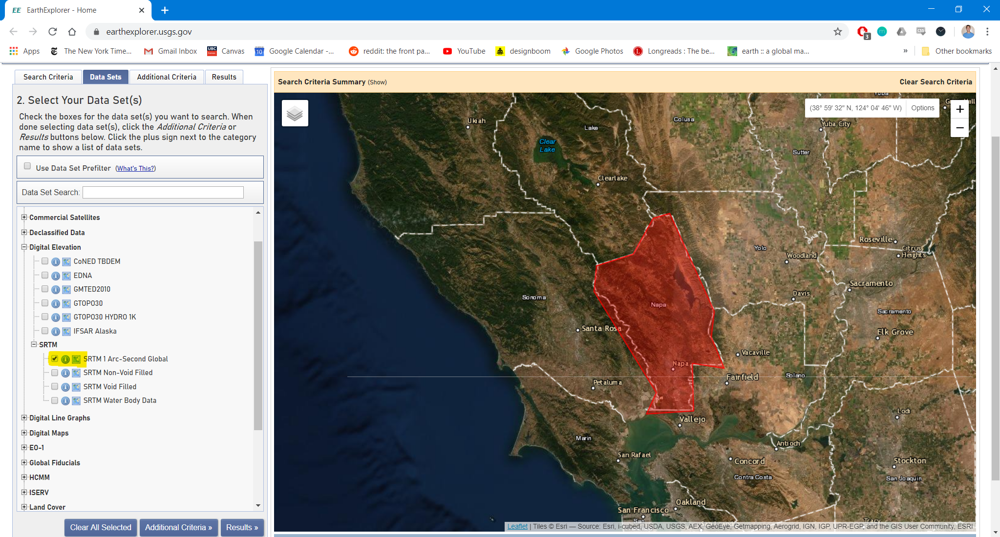 EE EarthExplorer - Home
earthexplorer.usgs.gov
3
m
CSS
Apps
The New York Time...
Gmail Inbox
UBC
Canvas
10
Google Calendar -...
reddit: the front pa...
YouTube
designboom
Google Photos
L
Longreads : The be...
earth :: a global ma...
»
Other bookmarks
Search Criteria
Data Sets
Additional Criteria
Results
2. Select Your Data Set(s)
Check the boxes for the data set(s) you want to search. When
done selecting data set(s), click the Additional Criteria or
Results buttons below. Click the plus sign next to the category
name to show a list of data sets.
Use Data Set Prefilter (What's This?)
Data Set Search:
Commercial Satellites
Declassified Data
Digital Elevation
CoNED TBDEM
EDNA
GMTED2010
GTOPO30
GTOPO30 HYDRO 1K
IFSAR Alaska
SRTM
SRTM 1 Arc-Second Global
SRTM Non-Void Filled
SRTM Void Filled
SRTM Water Body Data
Digital Line Graphs
Digital Maps
EO-1
Global Fiducials
HCMM
ISERV
Land Cover
Clear All Selected
Additional Criteria »
Results »
Search Criteria Summary (Show)
Clear Search Criteria
(38° 59' 32" N, 124° 04' 46" W)
Options
+
−
Yuba
Ukiah
Lake
Colusa
Yuba City
Clear
Lake
Sutter
Clearlake
Roseville
Citrus
Heights
Yolo
Woodland
Sacramento
Davis
Sonoma
Napa
Sacramento
Santa Rosa
Elk Grove
Vacaville
Napa
Fairfield
Solano
Petaluma
Vallejo
Lodi
Marin
Antioch
San Rafael
Concord
Stockton
Contra Costa
San Joaquin
Oakland
San Francisco
San
Tracy
Leaflet | Tiles © Esri — Source: Esri, i-cubed, USDA, USGS, AEX, GeoEye, Getmapping, Aerogrid, IGN, IGP, UPR-EGP, and the GIS User Community, ESRI